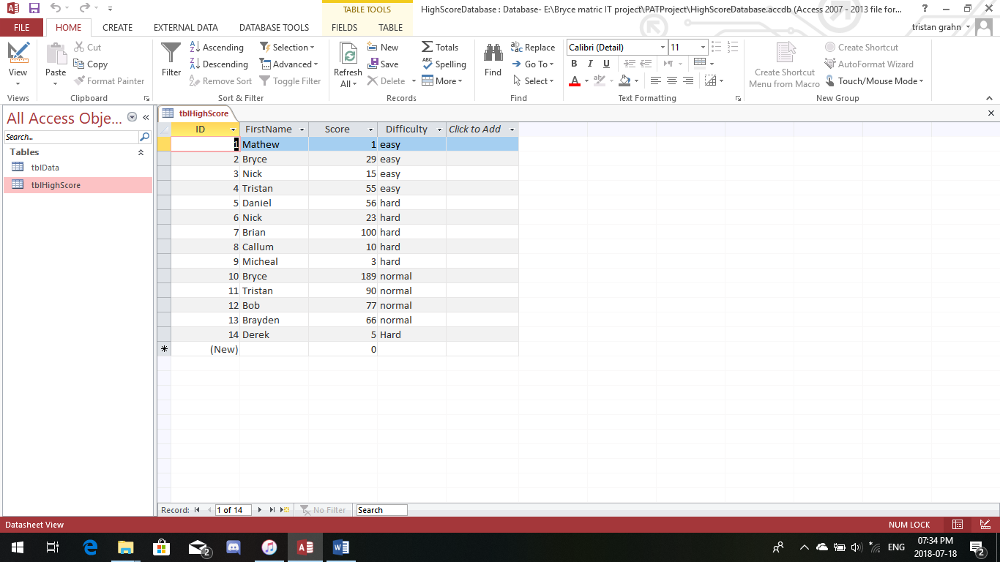 TABLE TOOLS
HighScoreDatabase : Database- E:\Bryce matric IT project\PATProject\HighScoreDatabase.accdb (Access 2007 - 2013 file for...
FILE HOME CREATE EXTERNAL DATA DATABASE TOOLS FIELDS TABLE
tristan grahn
View
Views
Paste
Cut
Copy
Format Painter
Clipboard
Filter
Ascending
Descending
Remove Sort
Selection
Advanced
Toggle Filter
Sort & Filter
Refresh
All
New
Save
Delete
Totals
Spelling
More
Records
Find
Replace
Go To
Select
Find
Calibri (Detail) 11
B I U
A
Text Formatting
Create Shortcut
Menu from Macro
Create Shortcut
AutoFormat Wizard
Touch/Mouse Mode
New Group
All Access Obje...
Search...
Tables
tblData
tblHighScore
tblHighScore
ID FirstName Score Difficulty Click to Add
1 Mathew 1 easy
2 Bryce 29 easy
3 Nick 15 easy
4 Tristan 55 easy
5 Daniel 56 hard
6 Nick 23 hard
7 Brian 100 hard
8 Callum 10 hard
9 Micheal 3 hard
10 Bryce 189 normal
11 Tristan 90 normal
12 Bob 77 normal
13 Brayden 66 normal
14 Derek 5 Hard
(New) 0
Record: 1 of 14 No Filter Search
Datasheet View NUM LOCK
2
ENG
07:34 PM
2018-07-18
2